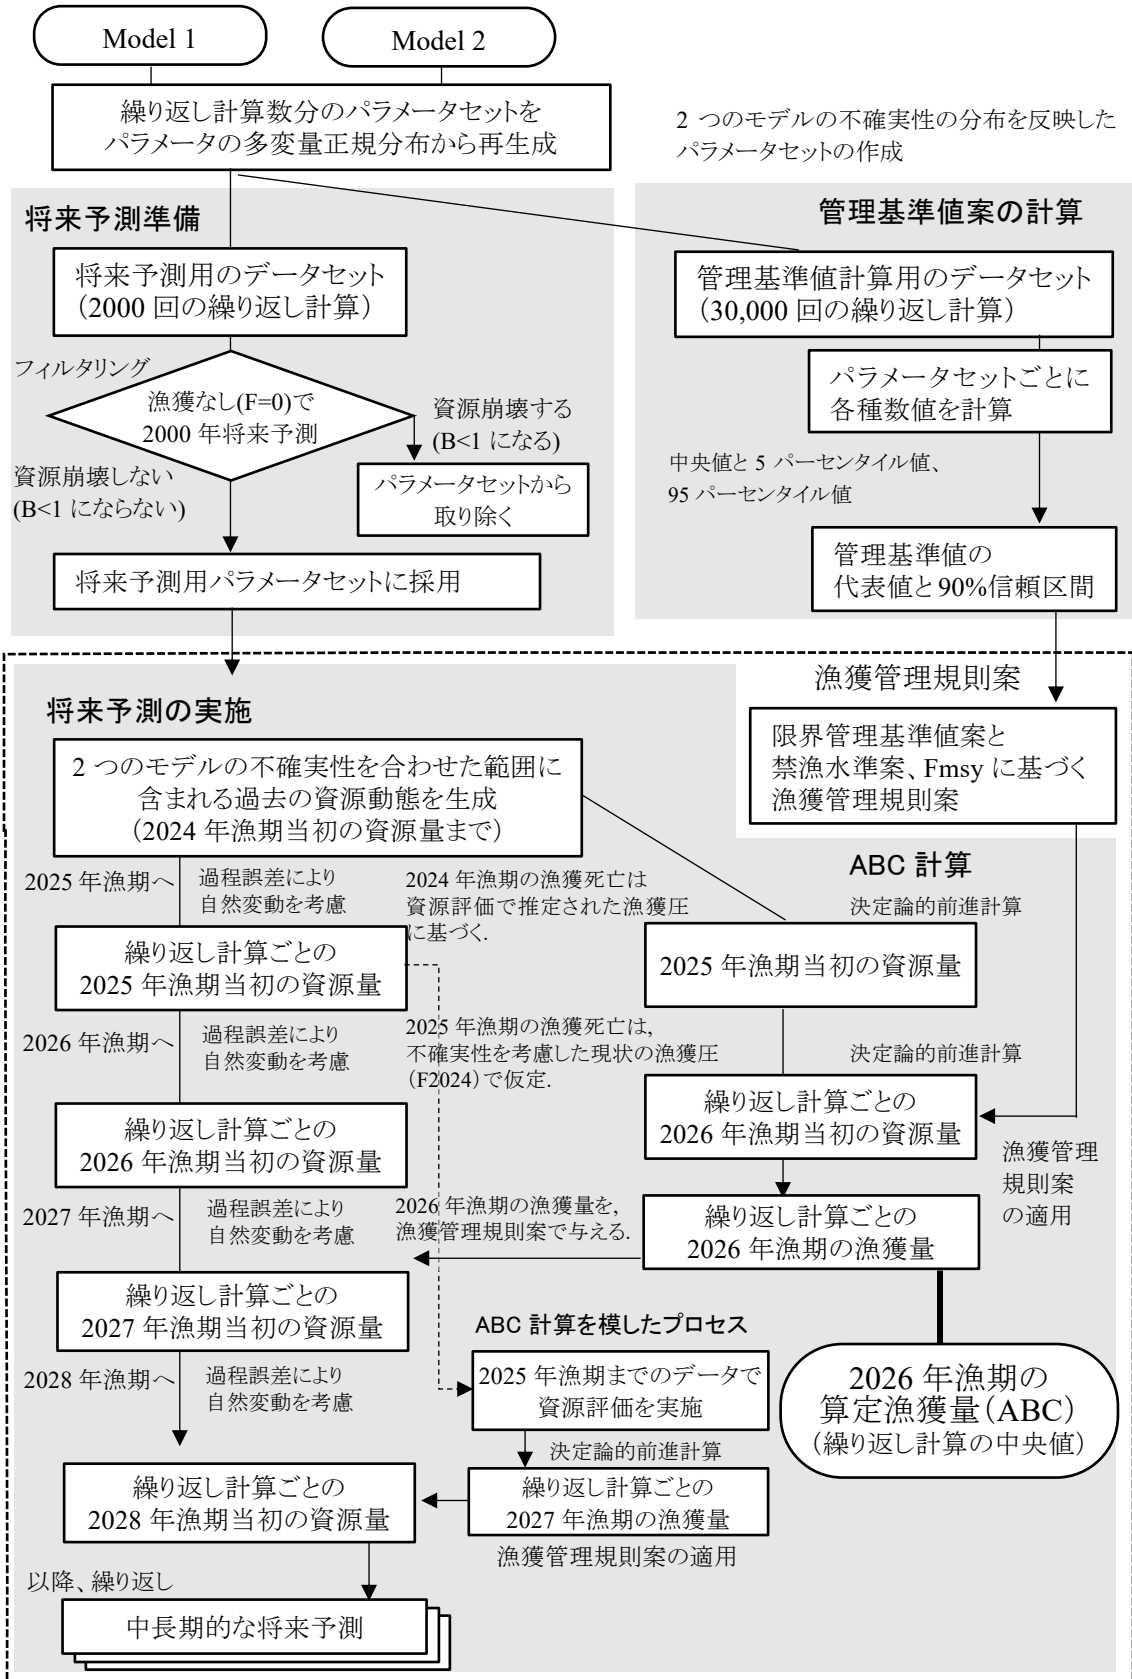 Model 1
Model 2
繰り返し計算数分のパラメータセットを
パラメータの多変量正規分布から再生成
2 つのモデルの不確実性の分布を反映した
パラメータセットの作成
将来予測準備
将来予測用のデータセット
（2000 回の繰り返し計算）
フィルタリング
漁獲なし(F=0)で
2000 年将来予測
資源崩壊する
(B<1 になる)
資源崩壊しない
(B<1 にならない)
パラメータセットから
取り除く
将来予測用パラメータセットに採用
管理基準値案の計算
管理基準値計算用のデータセット
（30,000 回の繰り返し計算）
パラメータセットごとに
各種数値を計算
中央値と 5 パーセンタイル値、
95 パーセンタイル値
管理基準値の
代表値と90%信頼区間
漁獲管理規則案
限界管理基準値案と
禁漁水準案、Fmsy に基づく
漁獲管理規則案
将来予測の実施
2 つのモデルの不確実性を合わせた範囲に
含まれる過去の資源動態を生成
（2024 年漁期当初の資源量まで）
2025 年漁期へ
過程誤差により
自然変動を考慮
2024 年漁期の漁獲死亡は
資源評価で推定された漁獲圧
に基づく.
ABC 計算
決定論的前進計算
繰り返し計算ごとの
2025 年漁期当初の資源量
2025 年漁期当初の資源量
2026 年漁期へ
過程誤差により
自然変動を考慮
2025 年漁期の漁獲死亡は,
不確実性を考慮した現状の漁獲圧
（F2024）で仮定.
決定論的前進計算
繰り返し計算ごとの
2026 年漁期当初の資源量
繰り返し計算ごとの
2026 年漁期当初の資源量
漁獲管理
規則案
の適用
2027 年漁期へ
過程誤差により
自然変動を考慮
2026 年漁期の漁獲量を,
漁獲管理規則案で与える.
繰り返し計算ごとの
2026 年漁期の漁獲量
繰り返し計算ごとの
2027 年漁期当初の資源量
ABC 計算を模したプロセス
2028 年漁期へ
過程誤差により
自然変動を考慮
2025 年漁期までのデータで
資源評価を実施
2026 年漁期の
算定漁獲量（ABC）
（繰り返し計算の中央値）
決定論的前進計算
繰り返し計算ごとの
2028 年漁期当初の資源量
繰り返し計算ごとの
2027 年漁期の漁獲量
漁獲管理規則案の適用
以降、繰り返し
中長期的な将来予測